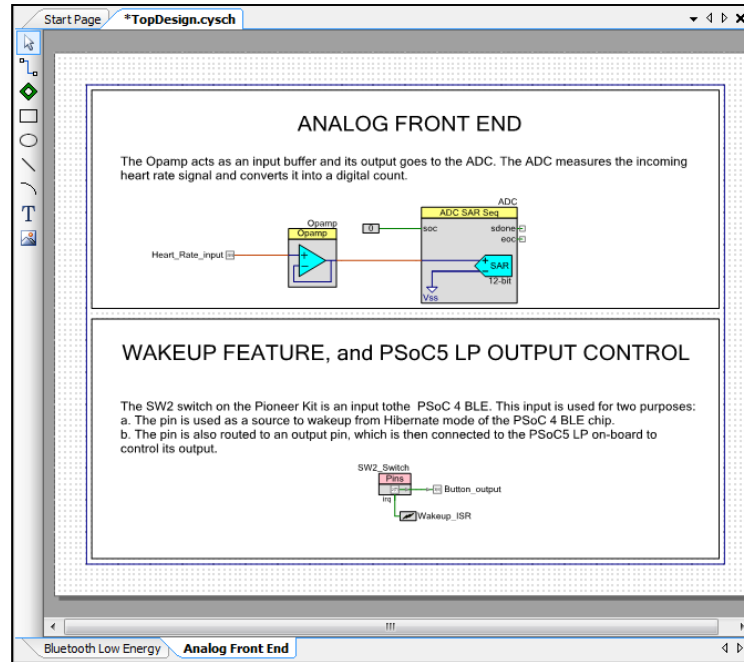 Start Page
*TopDesign.cysch
ANALOG FRONT END
The Opamp acts as an input buffer and its output goes to the ADC. The ADC measures the incoming
heart rate signal and converts it into a digital count.
ADC
ADC SAR Seq
Opamp
Opamp
0
soc
sdone
eoc
Heart_Rate_input
+
-
+
-
SAR
12-bit
Vss
WAKEUP FEATURE, and PSoC5 LP OUTPUT CONTROL
The SW2 switch on the Pioneer Kit is an input tothe PSoC 4 BLE. This input is used for two purposes:
a. The pin is used as a source to wakeup from Hibernate mode of the PSoC 4 BLE chip.
b. The pin is also routed to an output pin, which is then connected to the PSoC5 LP on-board to
control its output.
SW2_Switch
Pins
Button_output
irq
Wakeup_ISR
T
Bluetooth Low Energy
Analog Front End